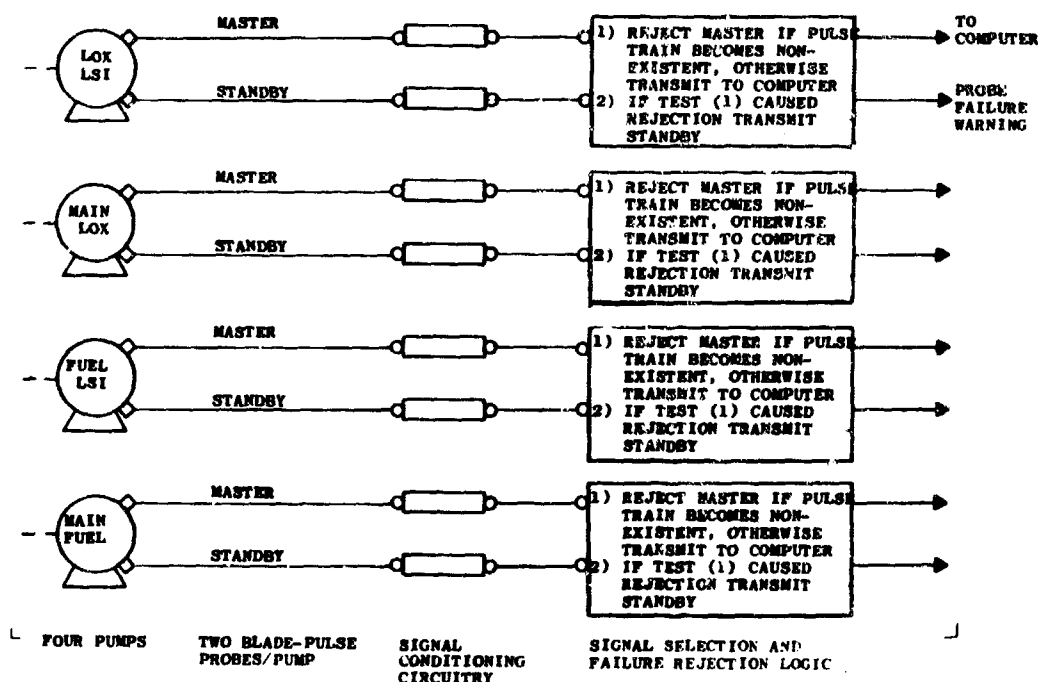 MASTER
LOX
LSI
STANDBY
1) REJECT MASTER IF PULSE
TRAIN BECOMES NON-
EXISTENT, OTHERWISE
TRANSMIT TO COMPUTER
2) IF TEST (1) CAUSED
REJECTION TRANSMIT
STANDBY
TO
COMPUTER
PROBE
FAILURE
WARNING
MASTER
MAIN
LOX
STANDBY
1) REJECT MASTER IF PULSE
TRAIN BECOMES NON-
EXISTENT, OTHERWISE
TRANSMIT TO COMPUTER
2) IF TEST (1) CAUSED
REJECTION TRANSMIT
STANDBY
MASTER
FUEL
LSI
STANDBY
1) REJECT MASTER IF PULSE
TRAIN BECOMES NON-
EXISTENT, OTHERWISE
TRANSMIT TO COMPUTER
2) IF TEST (1) CAUSED
REJECTION TRANSMIT
STANDBY
MASTER
MAIN
FUEL
STANDBY
1) REJECT MASTER IF PULSE
TRAIN BECOMES NON-
EXISTENT, OTHERWISE
TRANSMIT TO COMPUTER
2) IF TEST (1) CAUSED
REJECTION TRANSMIT
STANDBY
FOUR PUMPS
TWO BLADE-PULSE
PROBES/PUMP
SIGNAL
CONDITIONING
CIRCUITRY
SIGNAL SELECTION AND
FAILURE REJECTION LOGIC